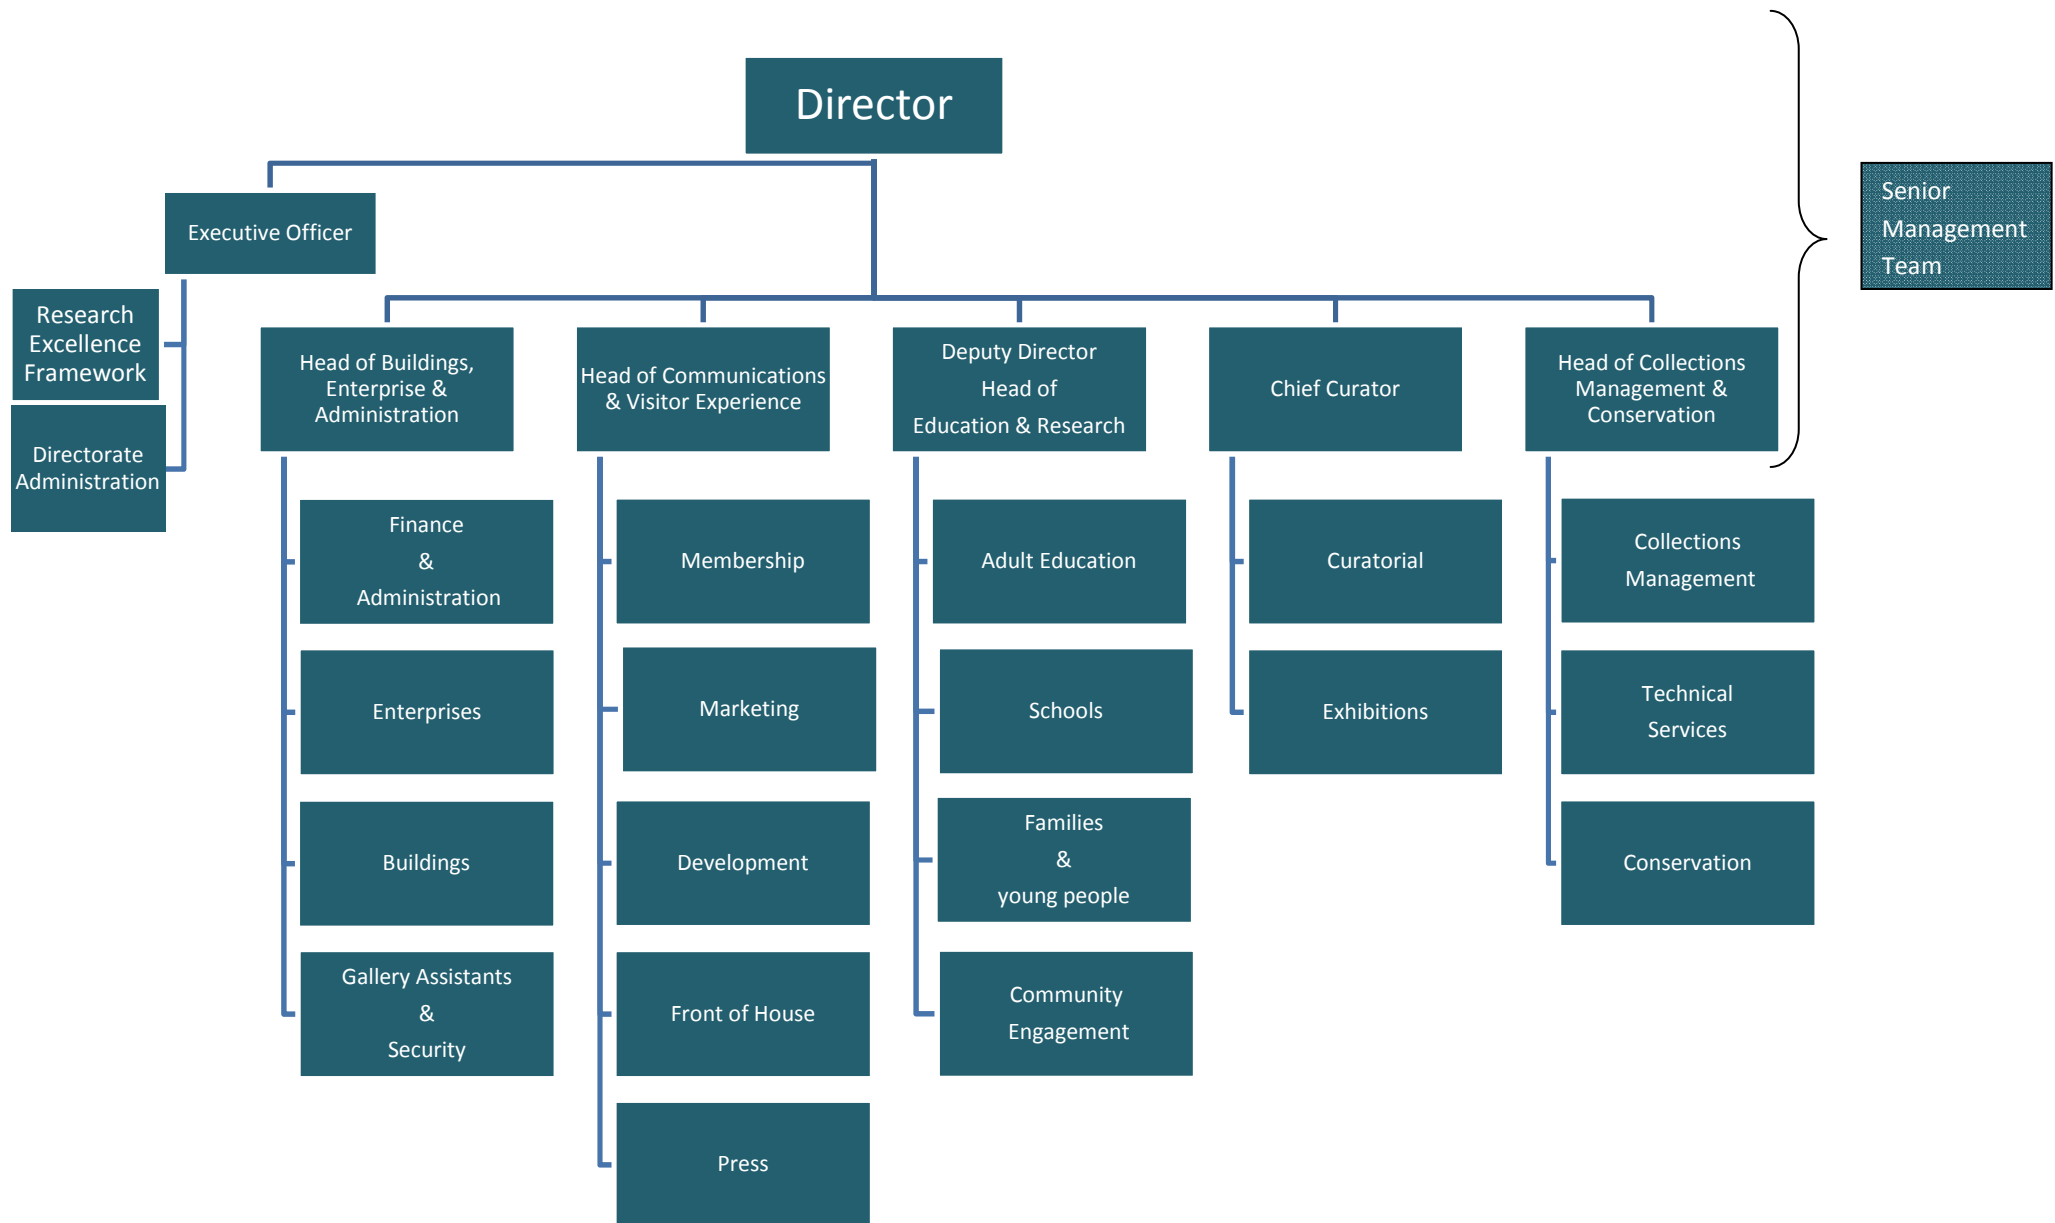 Director
Senior
Management
Team
Executive Officer
Research
Excellence
Framework
Directorate
Administration
Head of Buildings,
Enterprise &
Administration
Head of Communications
& Visitor Experience
Deputy Director
Head of
Education & Research
Chief Curator
Head of Collections
Management &
Conservation
Finance
&
Administration
Membership
Adult Education
Curatorial
Collections
Management
Enterprises
Marketing
Schools
Exhibitions
Technical
Services
Buildings
Development
Families
&
young people
Conservation
Gallery Assistants
&
Security
Front of House
Community
Engagement
Press